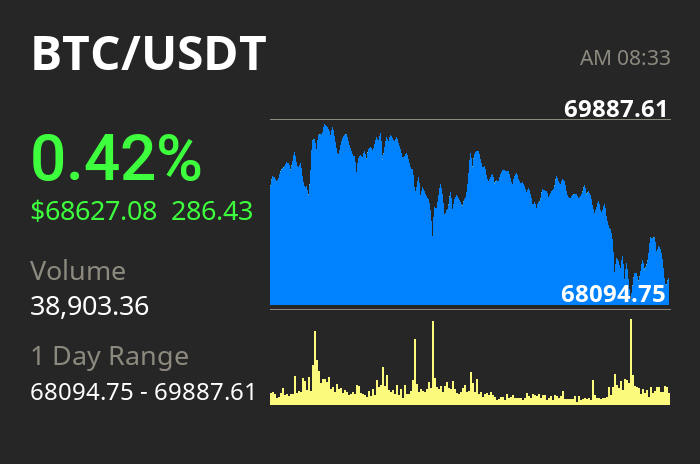 BTC/USDT
AM 08:33
69887.61
0.42%
$68627.08 286.43
Volume
38,903.36
68094.75
1 Day Range
68094.75 - 69887.61